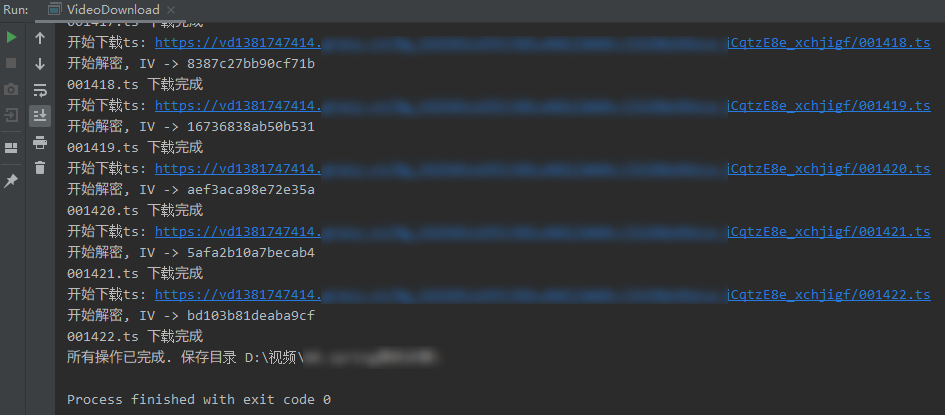 Run: VideoDownload
001417.ts 下载完成
开始下载ts: https://vd1381747414. jCqtzE8e_xchjigf/001418.ts
开始解密, IV -> 8387c27bb90cf71b
001418.ts 下载完成
开始下载ts: https://vd1381747414. jCqtzE8e_xchjigf/001419.ts
开始解密, IV -> 16736838ab50b531
001419.ts 下载完成
开始下载ts: https://vd1381747414. jCqtzE8e_xchjigf/001420.ts
开始解密, IV -> aef3aca98e72e35a
001420.ts 下载完成
开始下载ts: https://vd1381747414. jCqtzE8e_xchjigf/001421.ts
开始解密, IV -> 5afa2b10a7becab4
001421.ts 下载完成
开始下载ts: https://vd1381747414. jCqtzE8e_xchjigf/001422.ts
开始解密, IV -> bd103b81deaba9cf
001422.ts 下载完成
所有操作已完成. 保存目录 D:\视频\
Process finished with exit code 0